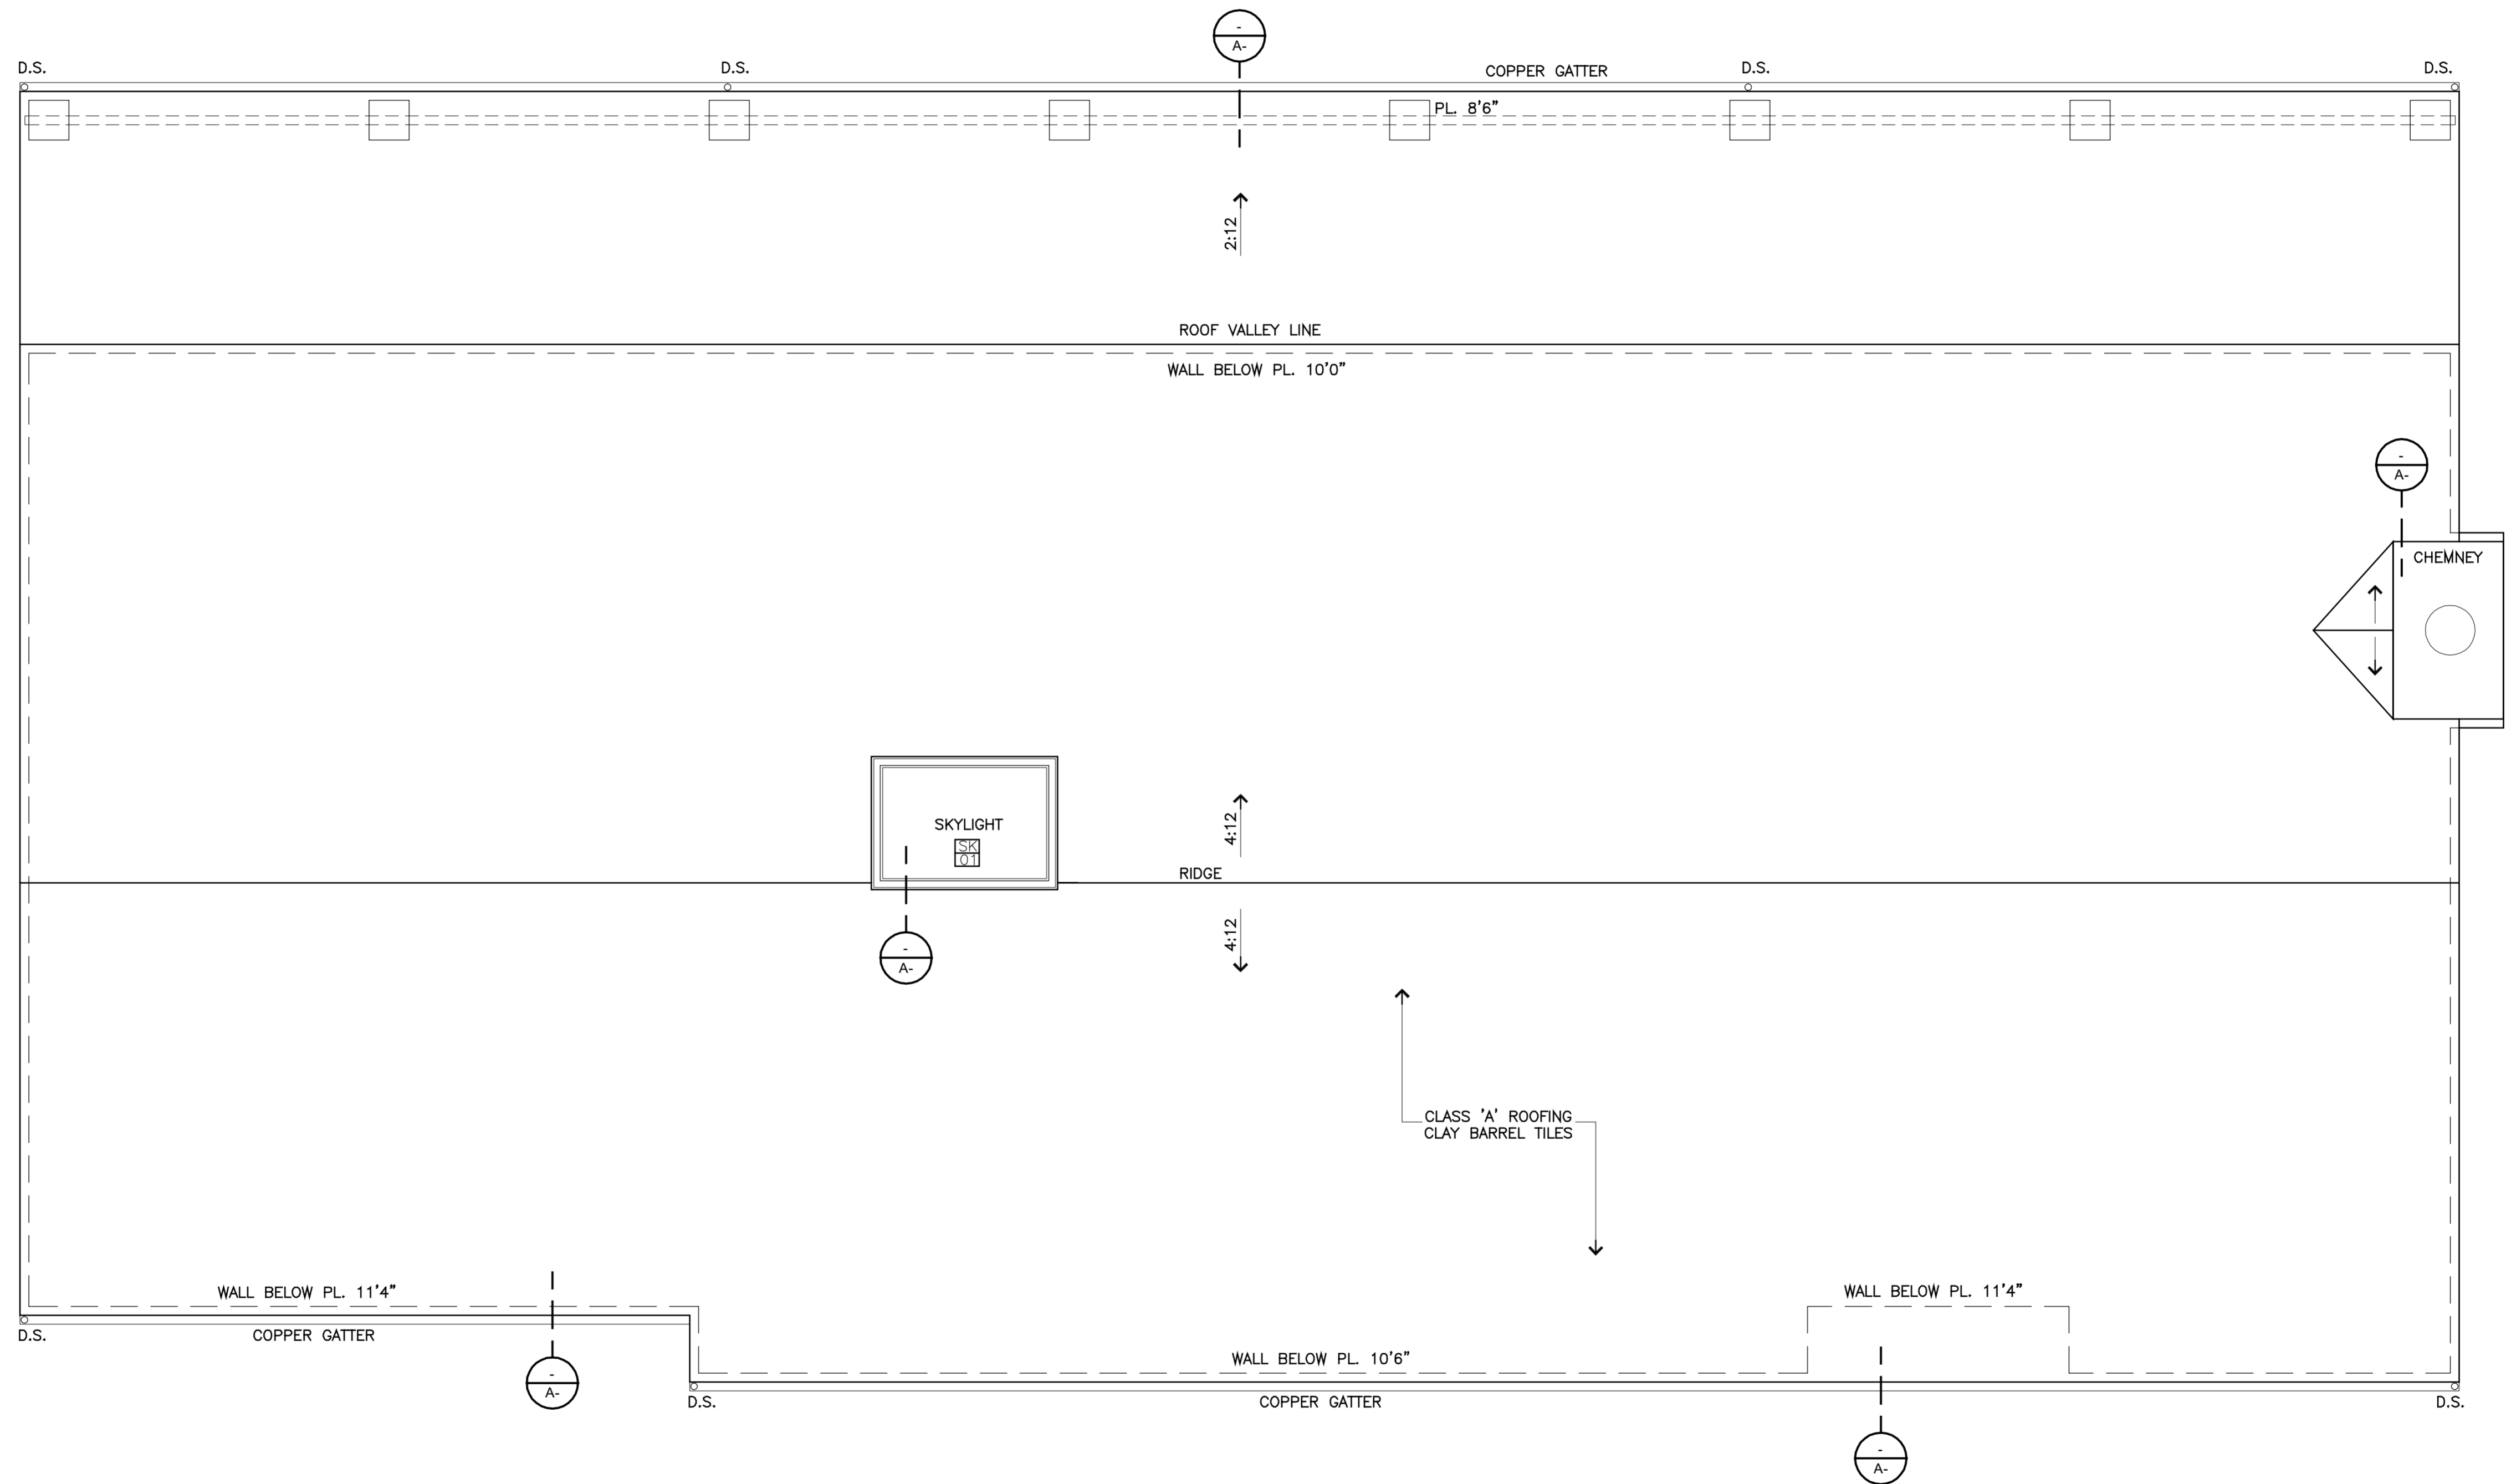 -
A-
D.S.
D.S.
COPPER GATTER
D.S.
D.S.
PL. 8'6"
2:12
ROOF VALLEY LINE
WALL BELOW PL. 10'0"
-
A-
CHEMNEY
SKYLIGHT
SK
01
4:12
RIDGE
4:12
-
A-
CLASS 'A' ROOFING
CLAY BARREL TILES
WALL BELOW PL. 11'4"
WALL BELOW PL. 11'4"
D.S.
COPPER GATTER
WALL BELOW PL. 10'6"
-
A-
D.S.
COPPER GATTER
D.S.
-
A-